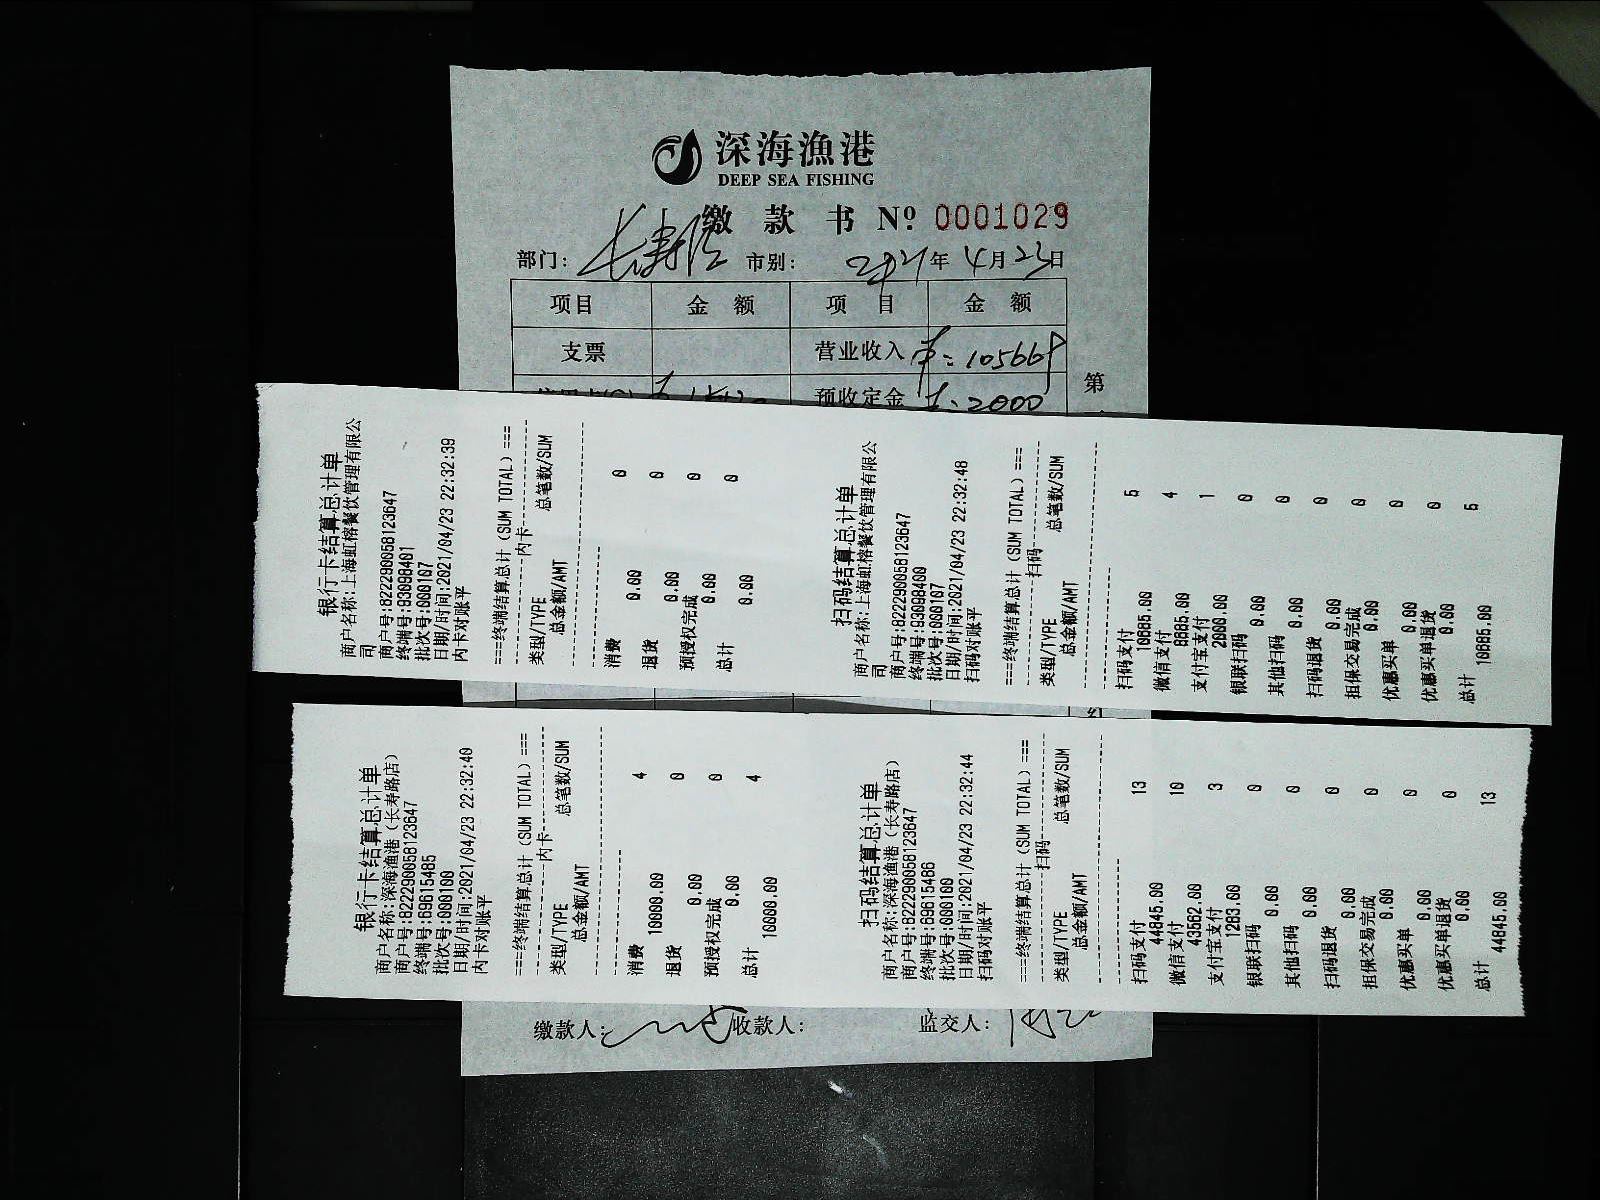 深海渔港
DEEP SEA FISHING
缴款书 Nº 0001029
部门: 长寿路 市别: 2021年4月23日
项目 金额 项目 金额
支票 营业收入
预收定金 2000
第
银行卡结算总计单
商户名称:上海虹榕餐饮管理有限公
司
商户号:822290058123647
终端号:93098401
批次号:000107
日期/时间:2021/04/23 22:32:39
内卡对账平
===终端结算总计(SUM TOTAL)===
内卡
类型/TYPE 总笔数/SUM
总金额/AMT
消费 0
0.00
退货 0
0.00
预授权完成 0
0.00
总计 0
0.00
扫码结算总计单
商户名称:上海虹榕餐饮管理有限公
司
商户号:822290058123647
终端号:93098400
批次号:000107
日期/时间:2021/04/23 22:32:48
扫码对账平
===终端结算总计(SUM TOTAL)===
扫码
类型/TYPE 总笔数/SUM
总金额/AMT
扫码支付 5
10885.00
微信支付 4
8885.00
支付宝支付 1
2000.00
银联扫码 0
0.00
其他扫码 0
0.00
扫码退货 0
0.00
担保交易完成 0
0.00
优惠买单 0
0.00
优惠买单退货 0
0.00
总计 5
10885.00
银行卡结算总计单
商户名称:深海渔港(长寿路店)
商户号:822290058123647
终端号:69615485
批次号:000100
日期/时间:2021/04/23 22:32:40
内卡对账平
===终端结算总计(SUM TOTAL)===
内卡
类型/TYPE 总笔数/SUM
总金额/AMT
消费 4
10000.00
退货 0
0.00
预授权完成 0
0.00
总计 4
10000.00
扫码结算总计单
商户名称:深海渔港(长寿路店)
商户号:822290058123647
终端号:69615486
批次号:000100
日期/时间:2021/04/23 22:32:44
扫码对账平
===终端结算总计(SUM TOTAL)===
扫码
类型/TYPE 总笔数/SUM
总金额/AMT
扫码支付 13
44845.00
微信支付 10
43562.00
支付宝支付 3
1283.00
银联扫码 0
0.00
其他扫码 0
0.00
扫码退货 0
0.00
担保交易完成 0
0.00
优惠买单 0
0.00
优惠买单退货 0
0.00
总计 13
44845.00
缴款人: 收款人: 监交人: